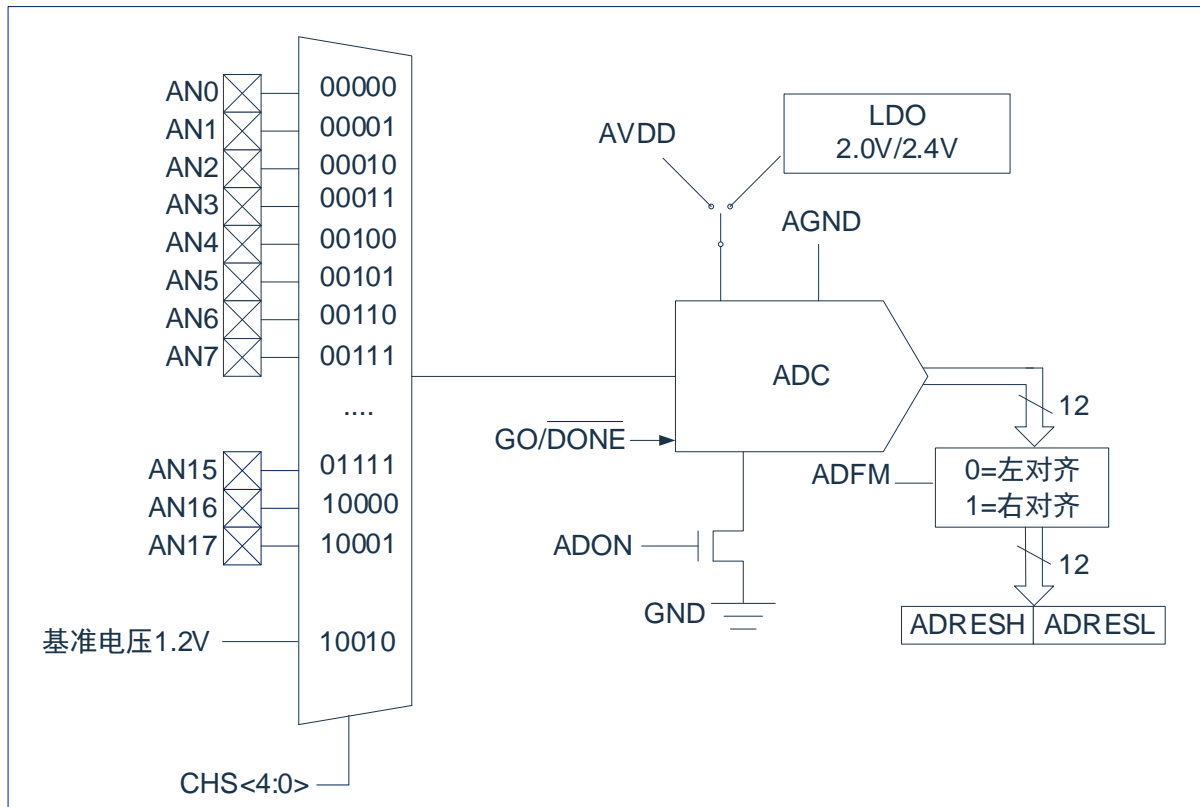 AN0 00000
AN1 00001
AN2 00010
AN3 00011
AN4 00100
AN5 00101
AN6 00110
AN7 00111
....
AN15 01111
AN16 10000
AN17 10001
基准电压1.2V 10010
CHS<4:0>
AVDD
LDO
2.0V/2.4V
AGND
ADC
GO/DONE
12
ADFM
0=左对齐
1=右对齐
ADON
12
GND
ADRESH ADRESL